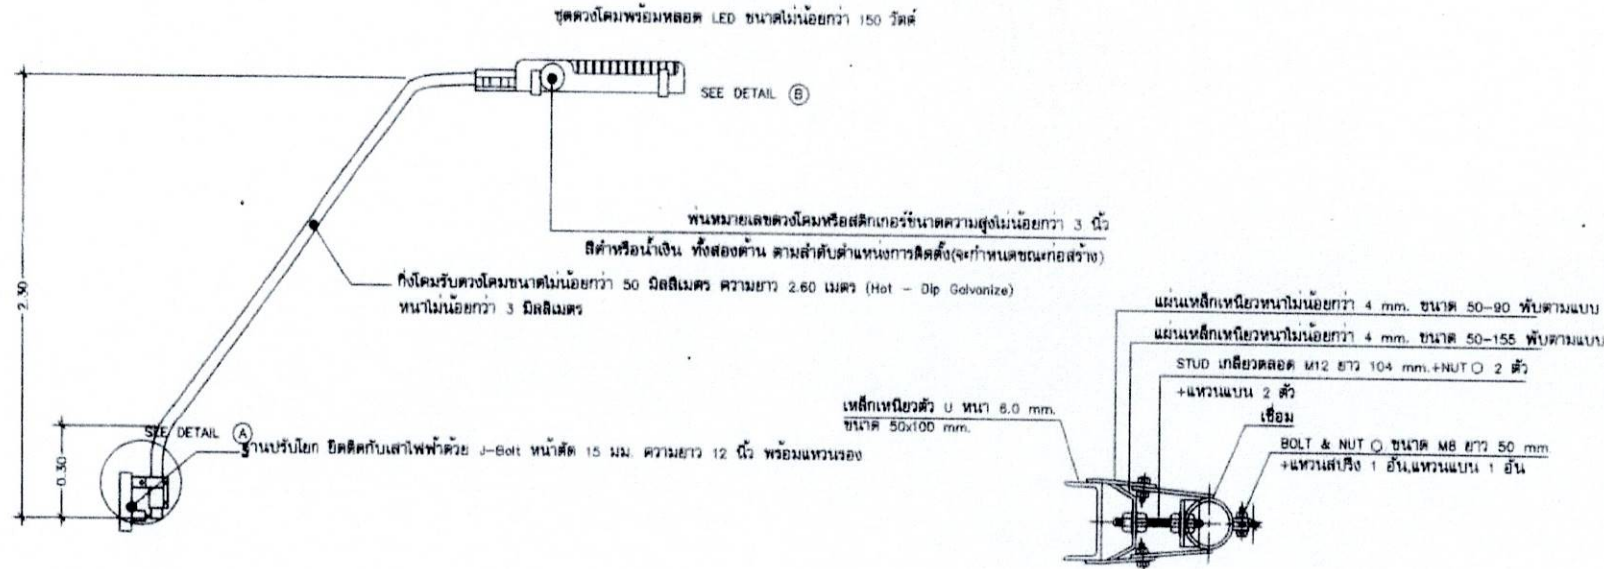 ชุดดวงโคมพร้อมหลอด LED ขนาดไม่น้อยกว่า 150 วัตต์
SEE DETAIL B
พ่นหมายเลขดวงโคมหรือสติกเกอร์ขนาดความสูงไม่น้อยกว่า 3 นิ้ว
สีดำหรือน้ำเงิน ทั้งสองด้าน ตามลำดับตำแหน่งการติดตั้ง(จะกำหนดขณะก่อสร้าง)
2.30
กิ่งโคมรับดวงโคมขนาดไม่น้อยกว่า 50 มิลลิเมตร ความยาว 2.60 เมตร (Hot - Dip Galvanize)
หนาไม่น้อยกว่า 3 มิลลิเมตร
แผ่นเหล็กเหนียวหนาไม่น้อยกว่า 4 mm. ขนาด 50-90 พับตามแบบ
แผ่นเหล็กเหนียวหนาไม่น้อยกว่า 4 mm. ขนาด 50-155 พับตามแบบ
STUD เกลียวตลอด M12 ยาว 104 mm.+NUT 2 ตัว
+แหวนแบน 2 ตัว
เหล็กเหนียวตัว U หนา 6.0 mm.
ขนาด 50x100 mm.
เชื่อม
SEE DETAIL A
0.30
ฐานปรับโยก ยึดติดกับเสาไฟฟ้าด้วย J-Bolt หน้าตัด 15 มม. ความยาว 12 นิ้ว พร้อมแหวนรอง
BOLT & NUT ขนาด M8 ยาว 50 mm
+แหวนสปริง 1 อัน,แหวนแบน 1 อัน